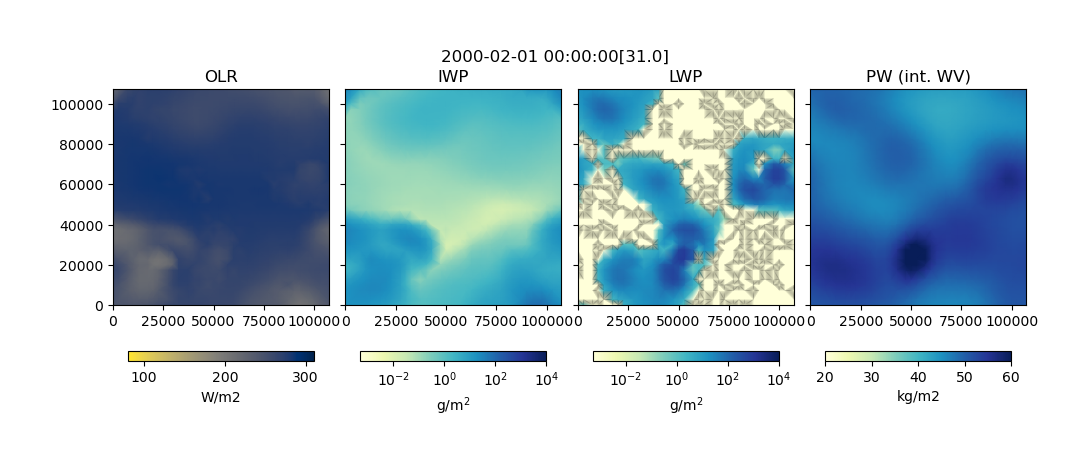 2000-02-01 00:00:00[31.0]
OLR IWP LWP PW (int. WV)
100000
80000
60000
40000
20000
0
0 25000 50000 75000 100000 0 25000 50000 75000 100000 0 25000 50000 75000 100000 0 25000 50000 75000 100000
100 200 300 10⁻² 10⁰ 10² 10⁴ 10⁻² 10⁰ 10² 10⁴ 20 30 40 50 60
W/m2 g/m² g/m² kg/m2